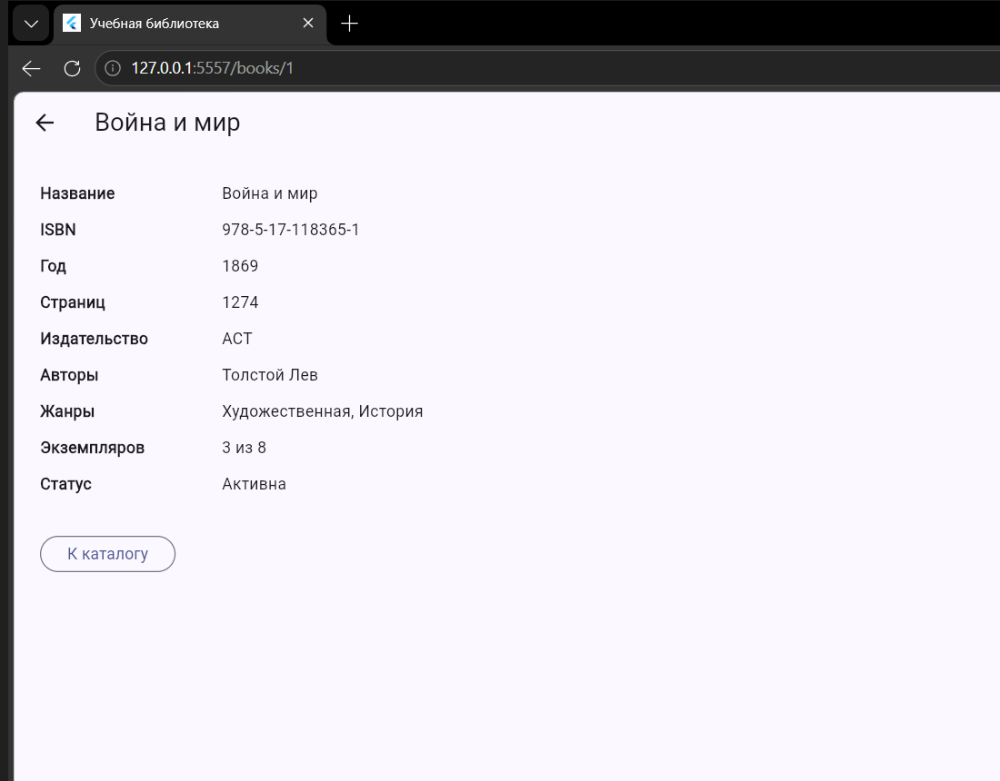 Учебная библиотека
127.0.0.1:5557/books/1
Война и мир
Название Война и мир
ISBN 978-5-17-118365-1
Год 1869
Страниц 1274
Издательство АСТ
Авторы Толстой Лев
Жанры Художественная, История
Экземпляров 3 из 8
Статус Активна
К каталогу